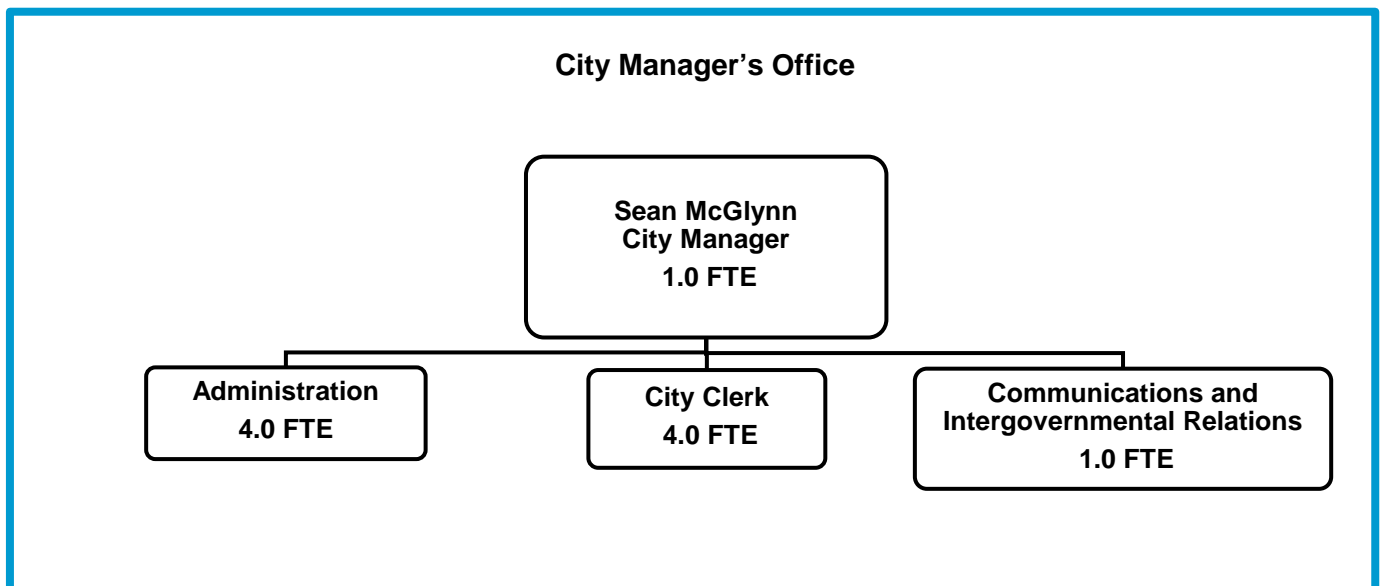 City Manager’s Office
Sean McGlynn
City Manager
1.0 FTE
Administration
4.0 FTE
City Clerk
4.0 FTE
Communications and
Intergovernmental Relations
1.0 FTE